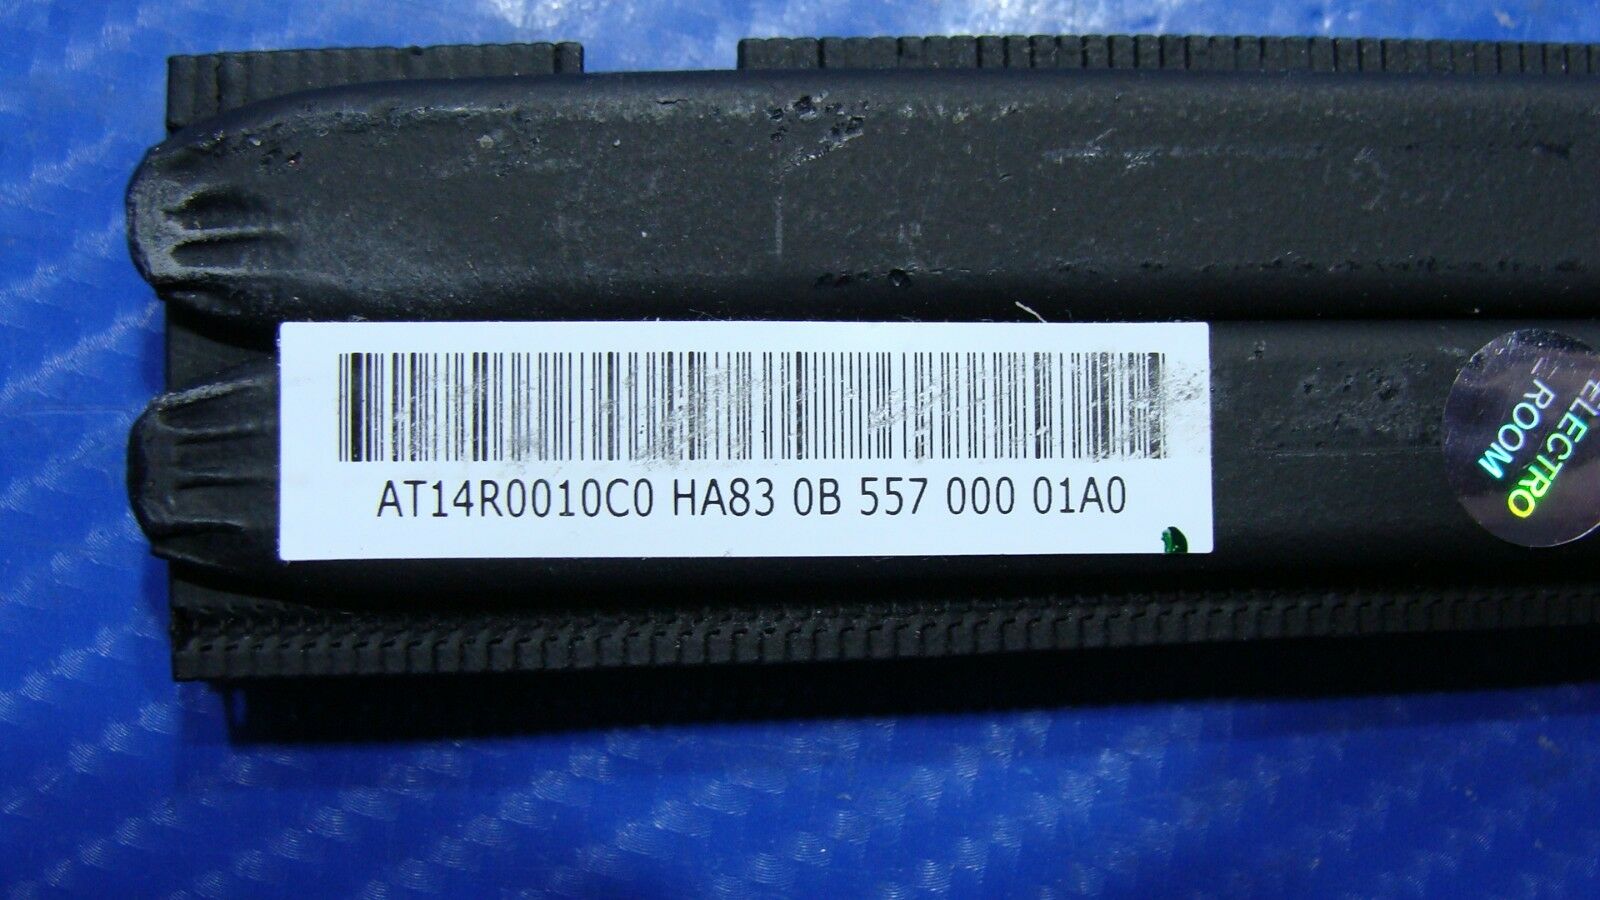 AT14R0010C0 HA83 0B 557 000 01A0
ELECTRO
ROOM